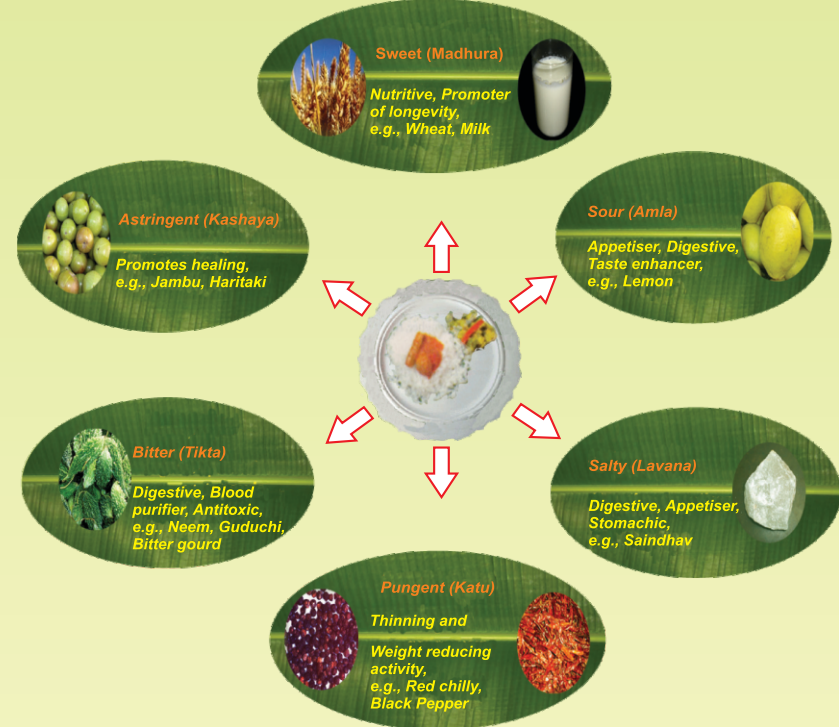 Sweet (Madhura)
Nutritive, Promoter
of longevity,
e.g., Wheat, Milk
Sour (Amla)
Appetiser, Digestive,
Taste enhancer,
e.g., Lemon
Salty (Lavana)
Digestive, Appetiser,
Stomachic,
e.g., Saindhav
Pungent (Katu)
Thinning and
Weight reducing
activity,
e.g., Red chilly,
Black Pepper
Bitter (Tikta)
Digestive, Blood
purifier, Antitoxic,
e.g., Neem, Guduchi,
Bitter gourd
Astringent (Kashaya)
Promotes healing,
e.g., Jambu, Haritaki